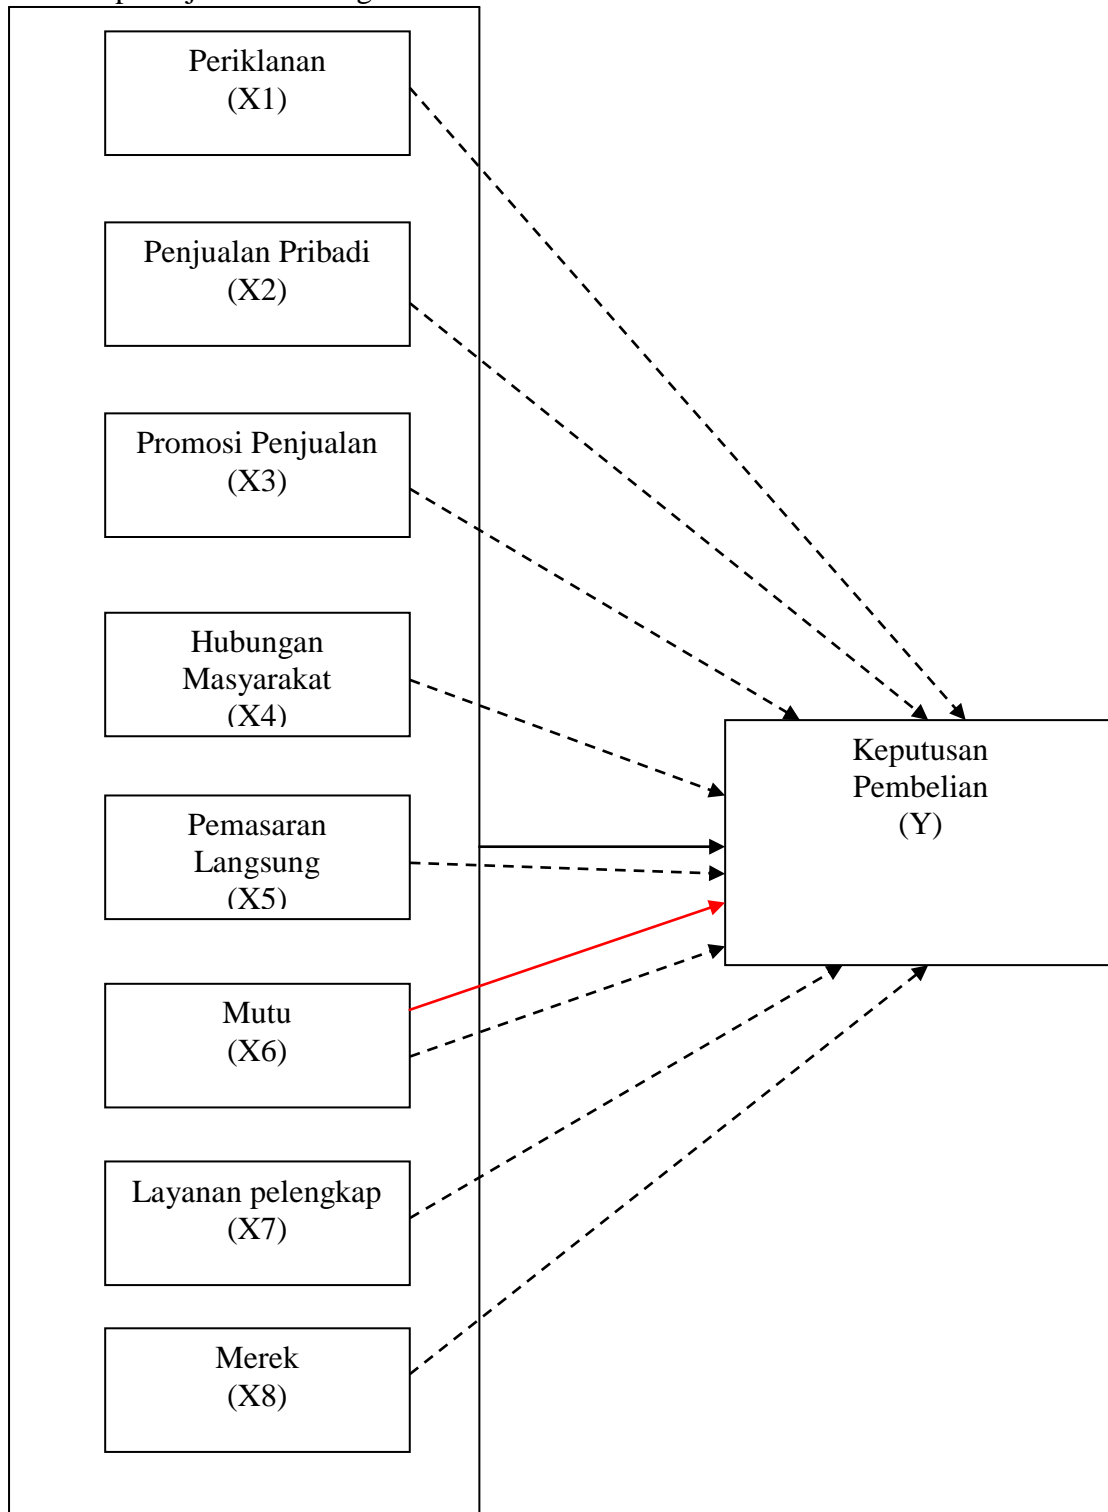 Periklanan
(X1)
Penjualan Pribadi
(X2)
Promosi Penjualan
(X3)
Hubungan
Masyarakat
(X4)
Pemasaran
Langsung
(X5)
Mutu
(X6)
Layanan pelengkap
(X7)
Merek
(X8)
Keputusan
Pembelian
(Y)